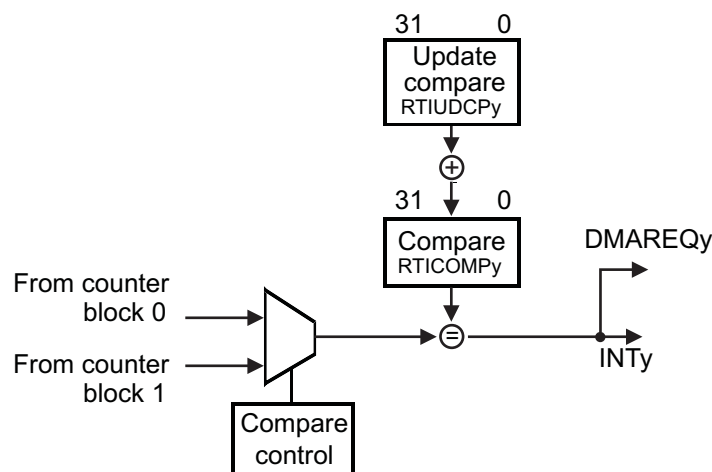 31 0
Update
compare
RTIUDCPy
+
31 0
Compare
RTICOMPy
DMAREQy
From counter
block 0
=
INTy
From counter
block 1
Compare
control